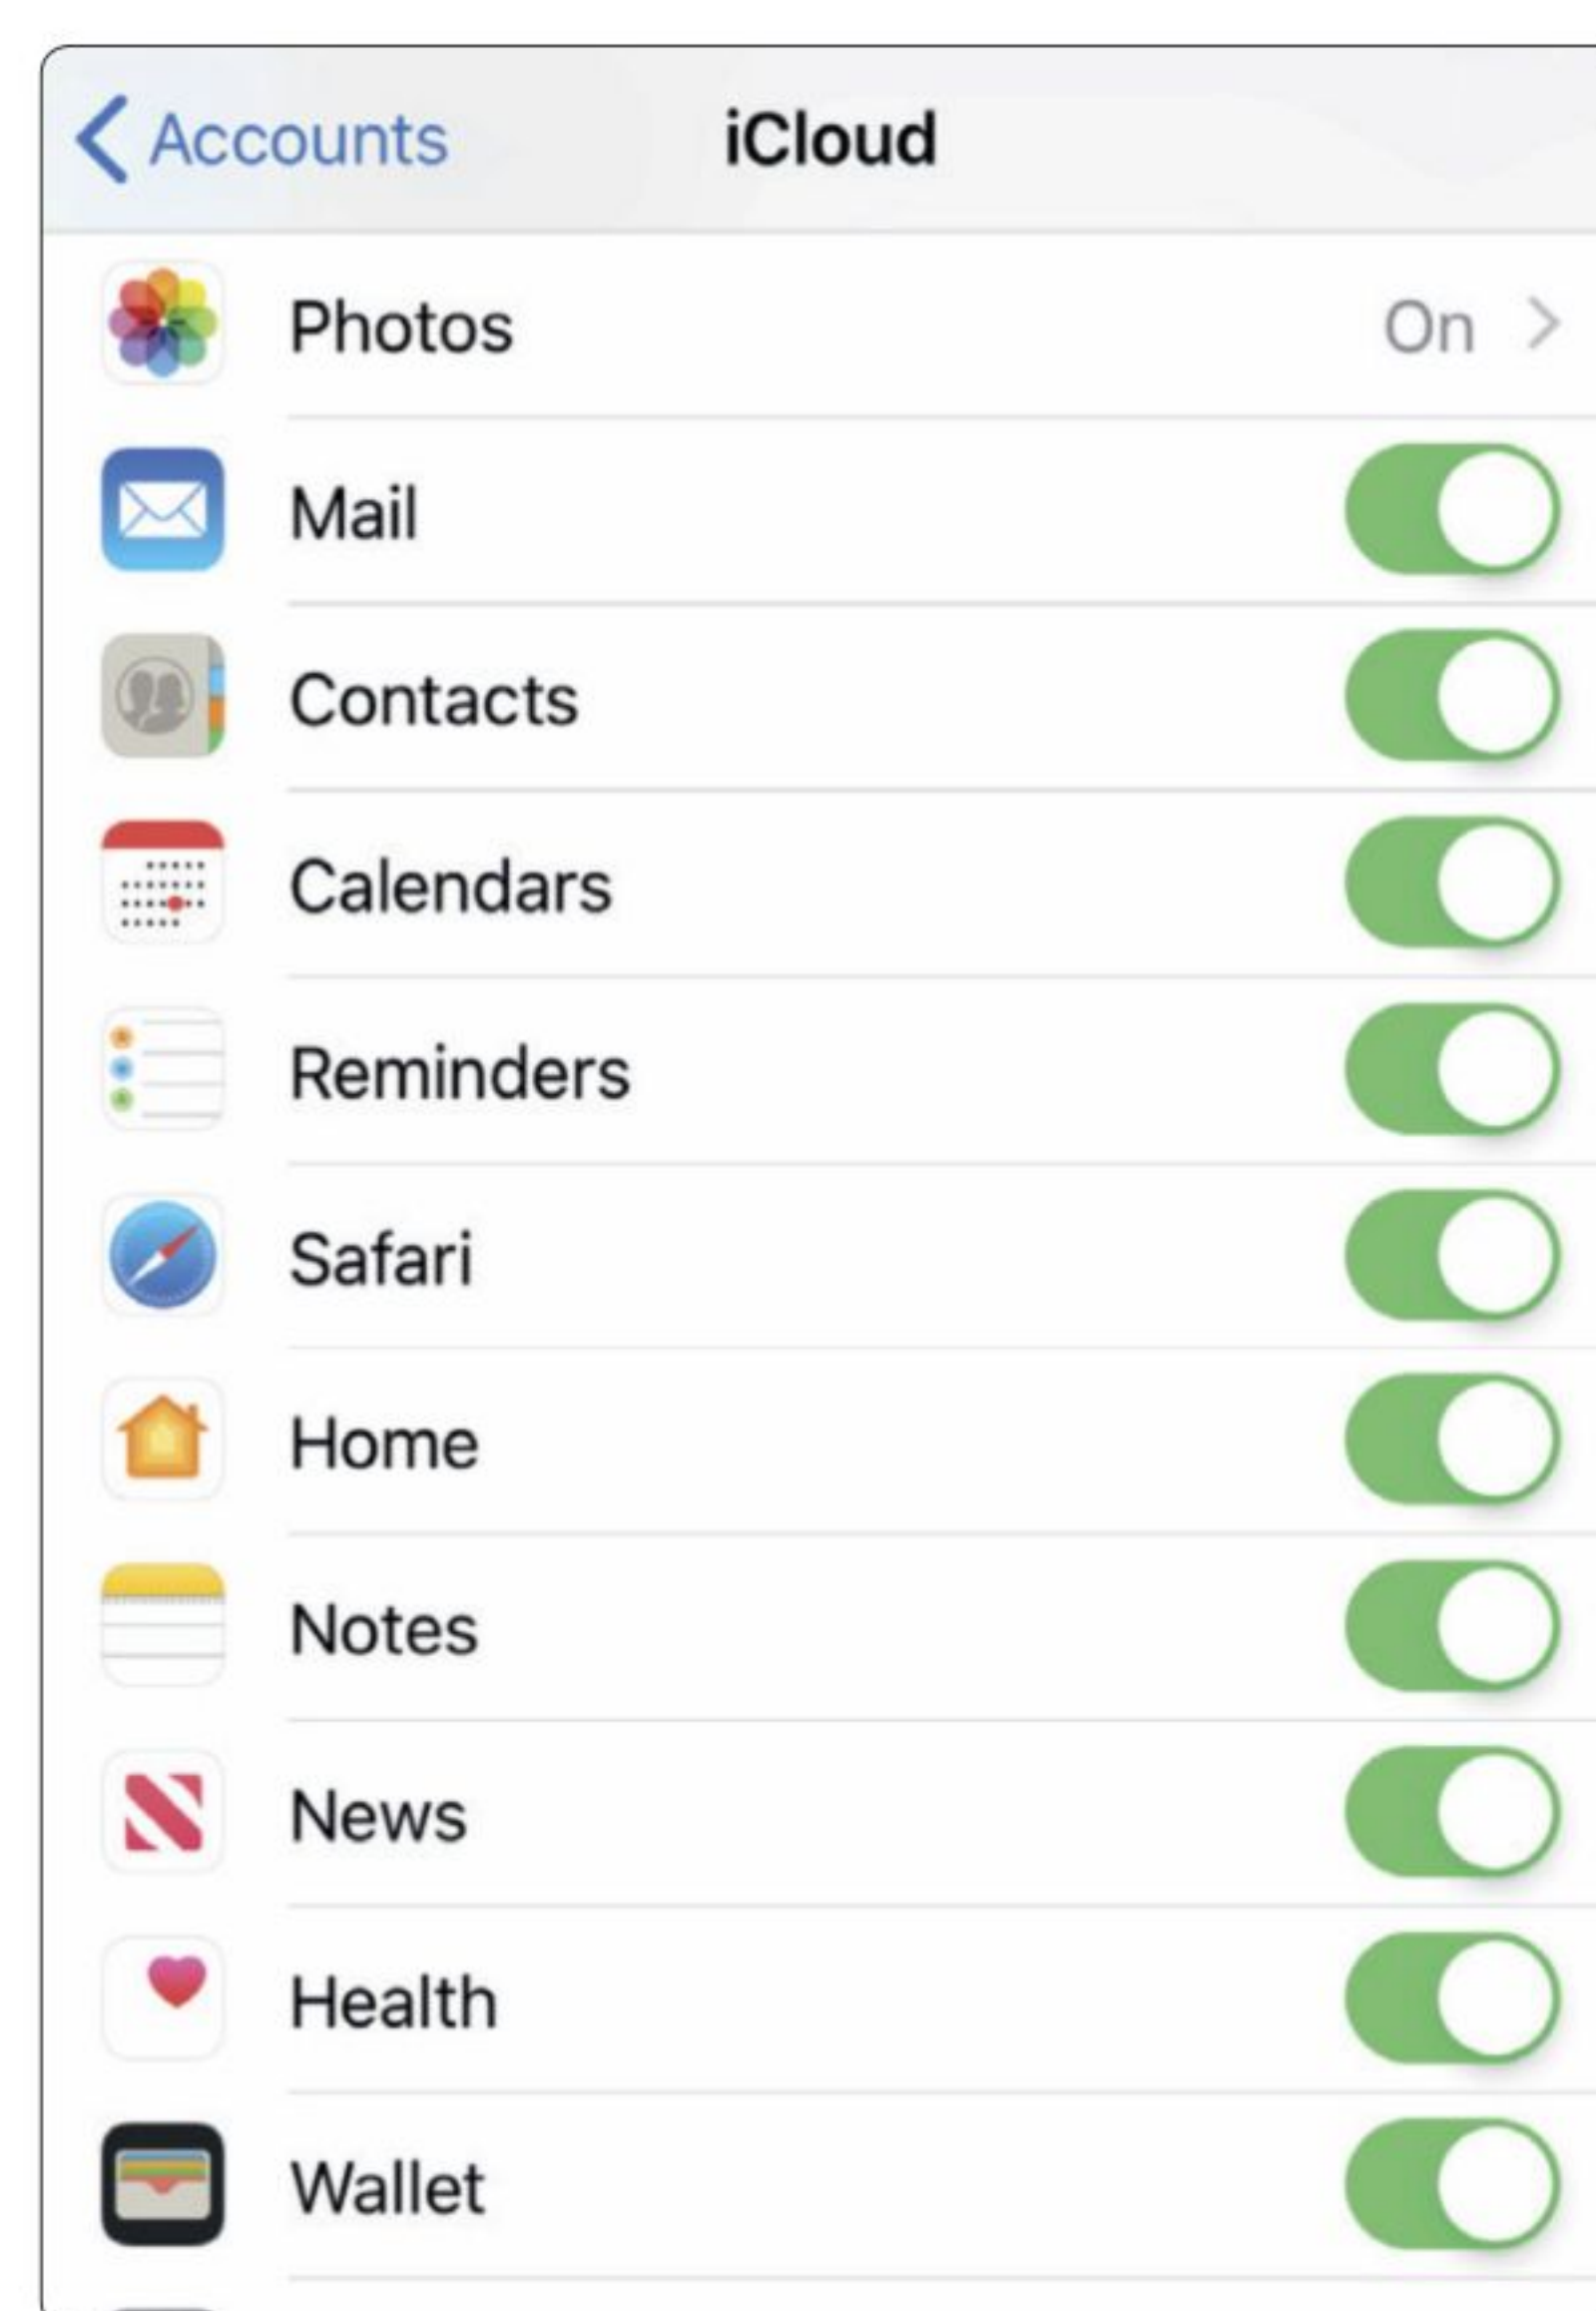 Accounts iCloud
Photos On
Mail
Contacts
Calendars
Reminders
Safari
Home
Notes
News
Health
Wallet